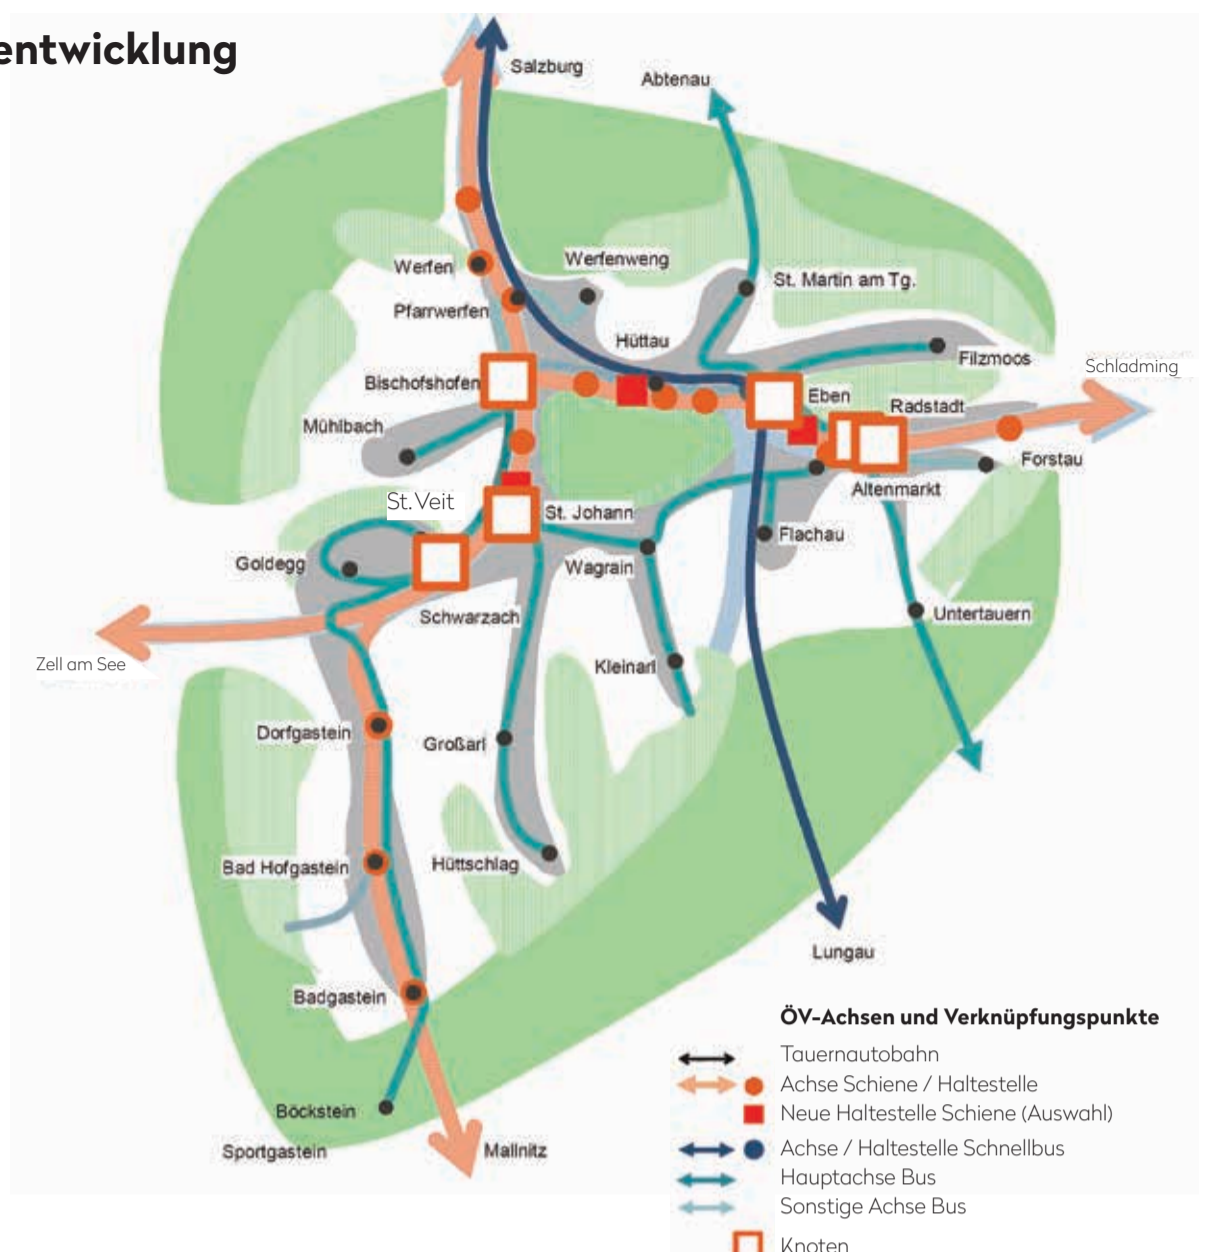 entwicklung
Salzburg
Abtenau
Werfenweng
Werfen
St. Martin am Tg.
Pfarrwerfen
Hüttau
Filzmoos
Schladming
Bischofshofen
Eben
Radstadt
Mühlbach
Forstau
Altenmarkt
St. Veit
St. Johann
Flachau
Goldegg
Wagrain
Schwarzach
Untertauern
Zell am See
Kleinarl
Dorfgastein
Großarl
Bad Hofgastein
Hüttschlag
Lungau
Badgastein
Böckstein
Sportgastein
Mallnitz
ÖV-Achsen und Verknüpfungspunkte
Tauernautobahn
Achse Schiene / Haltestelle
Neue Haltestelle Schiene (Auswahl)
Achse / Haltestelle Schnellbus
Hauptachse Bus
Sonstige Achse Bus
Knoten